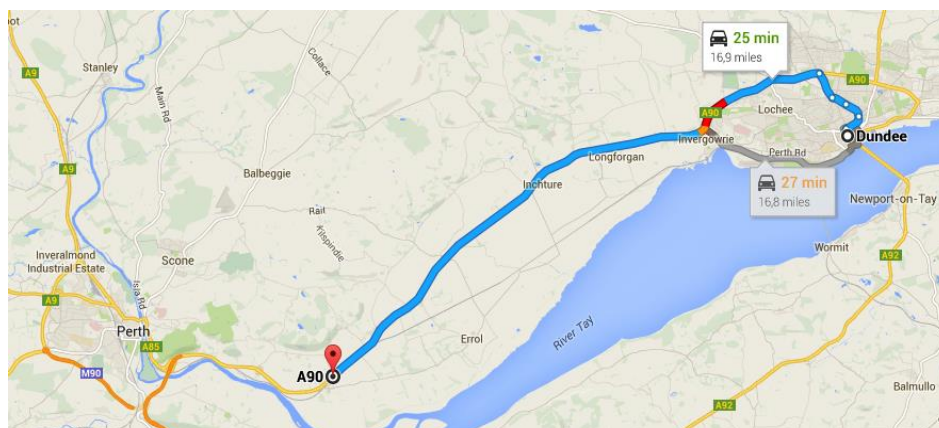 A9
Stanley
Main Rd
Collace
25 min
16,9 miles
A90
A90
Lochee
Dundee
Invergowrie
Perth Rd
Longforgan
27 min
16,8 miles
A9
Balbeggie
Inchture
Newport-on-Tay
Rait
Kilspindie
Wormit
Inveralmond
Industrial Estate
Scone
A92
Isla Rd
A9
Perth
A85
River Tay
Errol
M90
A90
Balmullo
A92